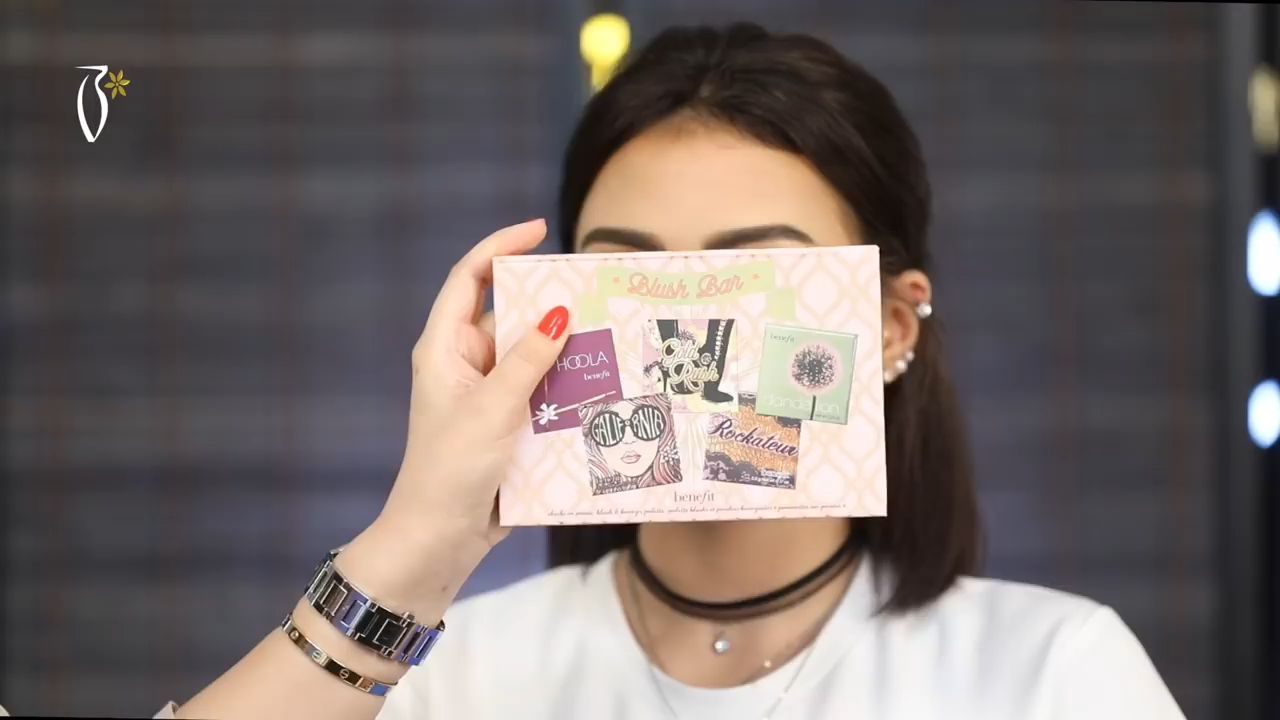 Blush Bar
HOOLA
benefit
Gold Rush
benefit
dandelion
GALIFORNIA
Rockateur
benefit